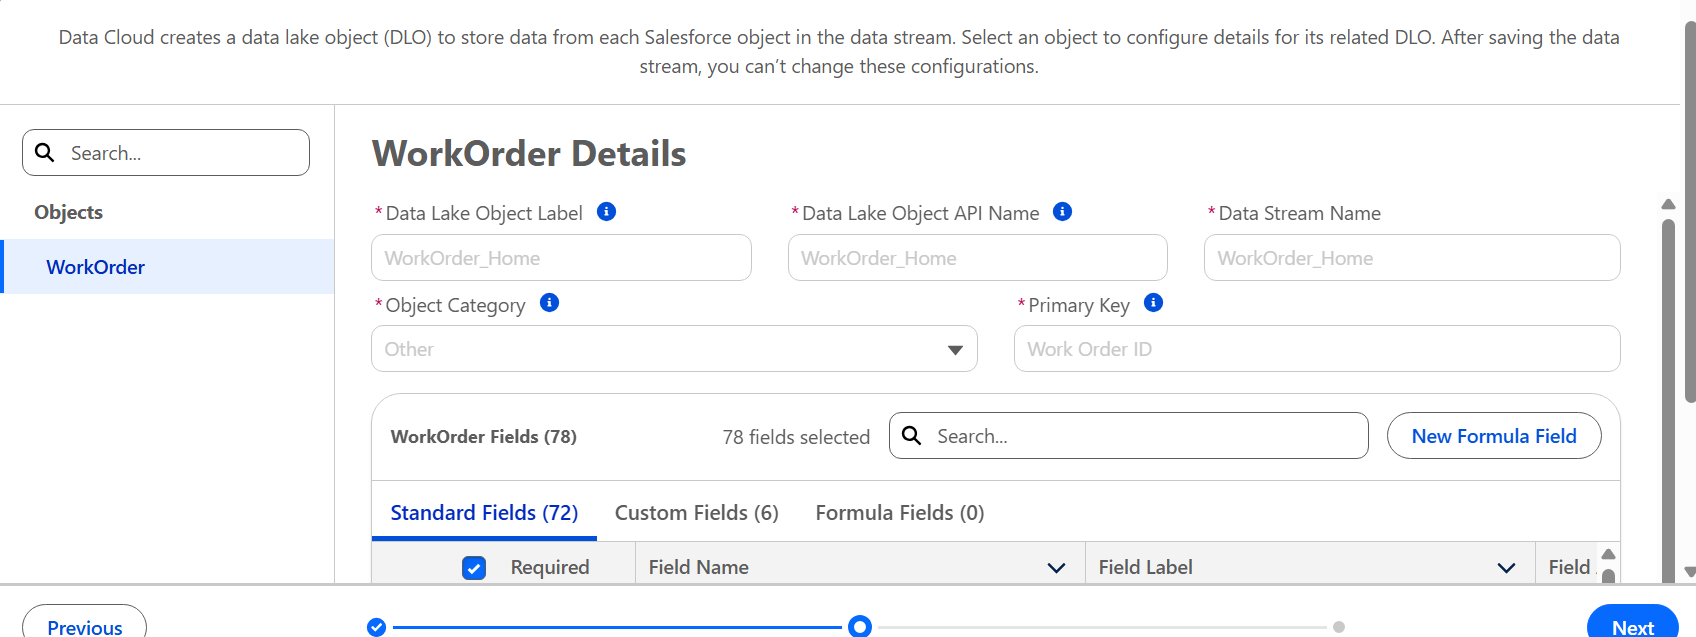 Data Cloud creates a data lake object (DLO) to store data from each Salesforce object in the data stream. Select an object to configure details for its related DLO. After saving the data
stream, you can’t change these configurations.
Search...
Objects
WorkOrder
WorkOrder Details
*Data Lake Object Label
*Data Lake Object API Name
*Data Stream Name
WorkOrder_Home
WorkOrder_Home
WorkOrder_Home
*Object Category
*Primary Key
Other
Work Order ID
WorkOrder Fields (78)
78 fields selected
Search...
New Formula Field
Standard Fields (72)
Custom Fields (6)
Formula Fields (0)
Required
Field Name
Field Label
Field
Previous
Next